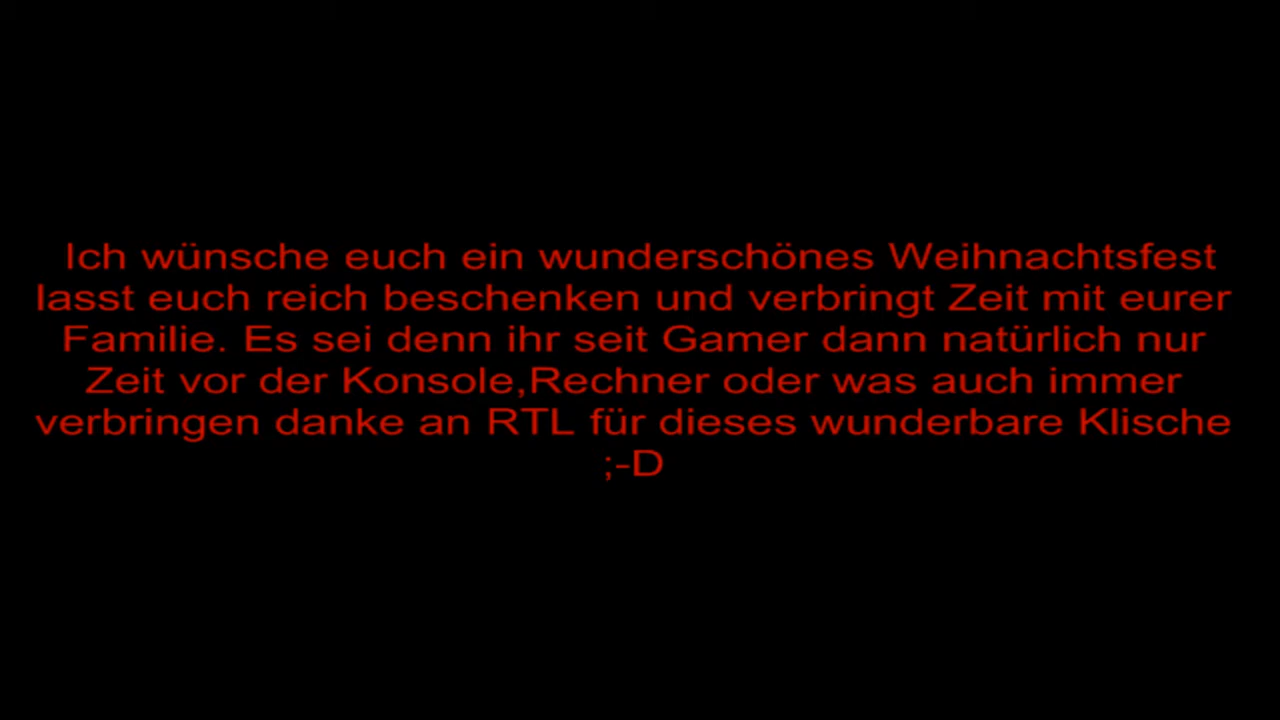 Ich wünsche euch ein wunderschönes Weihnachtsfest
lasst euch reich beschenken und verbringt Zeit mit eurer
Familie. Es sei denn ihr seit Gamer dann natürlich nur
Zeit vor der Konsole,Rechner oder was auch immer
verbringen danke an RTL für dieses wunderbare Klische
;-D